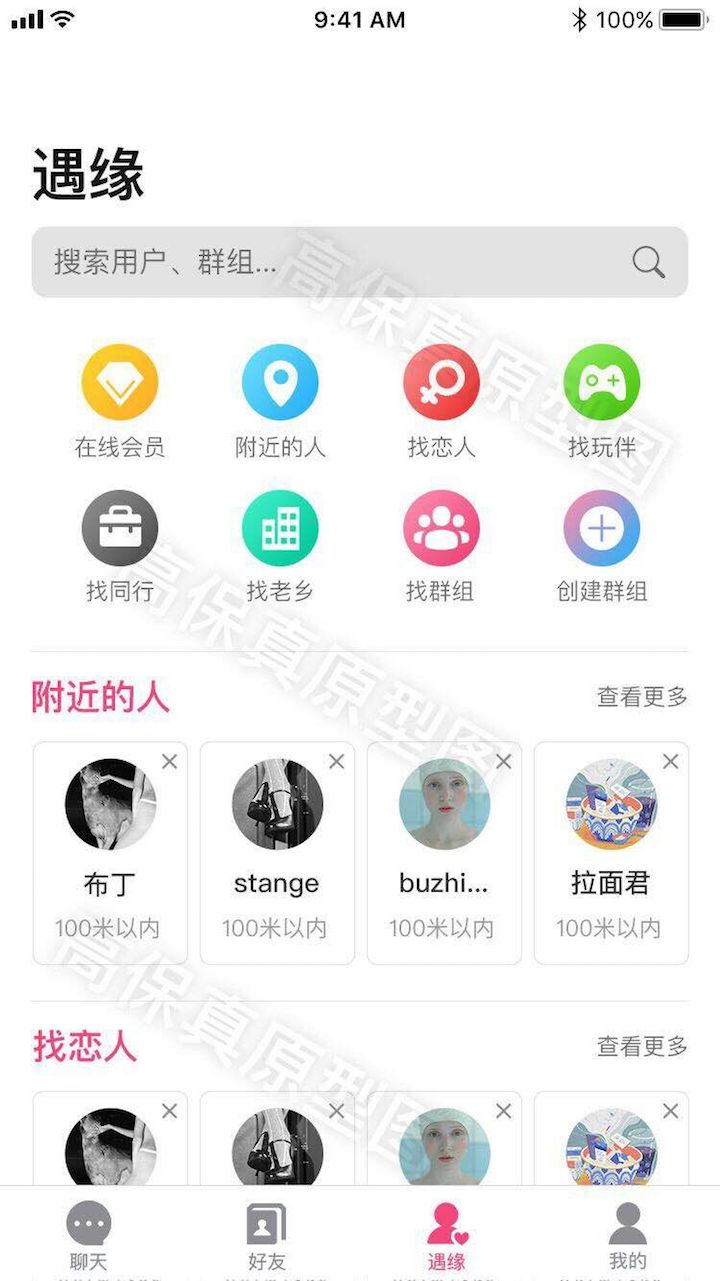 9:41 AM 100%
遇缘
搜索用户、群组...
在线会员 附近的人 找恋人 找玩伴
找同行 找老乡 找群组 创建群组
附近的人 查看更多
布丁 stange buzhi... 拉面君
100米以内 100米以内 100米以内 100米以内
找恋人 查看更多
聊天 好友 遇缘 我的
高保真原型图
高保真原型图
高保真原型图